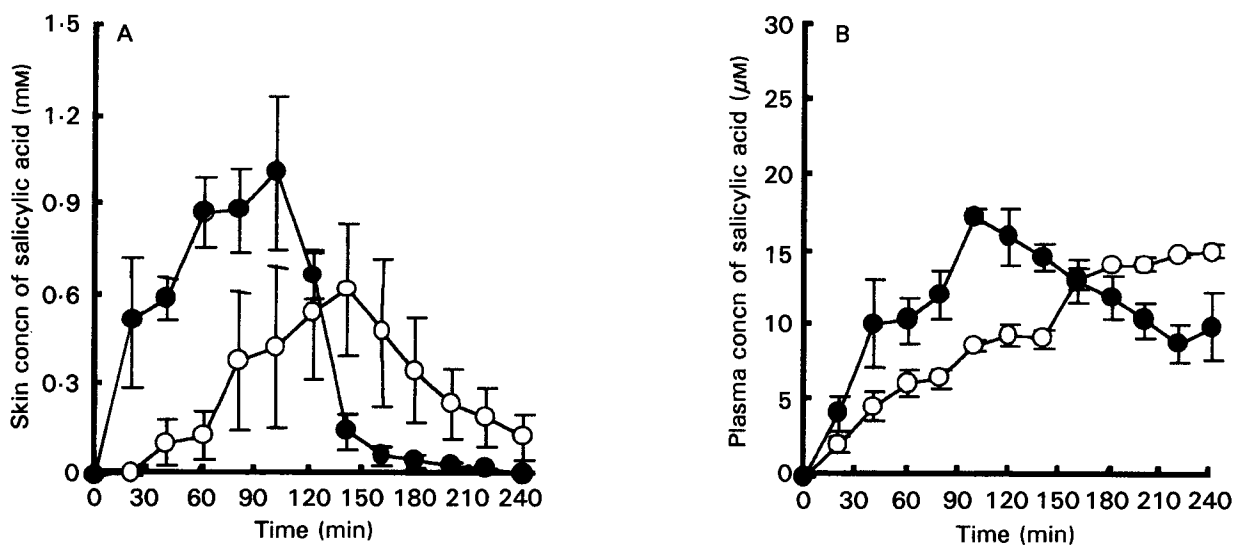 A
Skin concn of salicylic acid (mM)
1·5
1·2
0·9
0·6
0·3
0
0 30 60 90 120 150 180 210 240
Time (min)
B
Plasma concn of salicylic acid (μM)
30
25
20
15
10
5
0
0 30 60 90 120 150 180 210 240
Time (min)